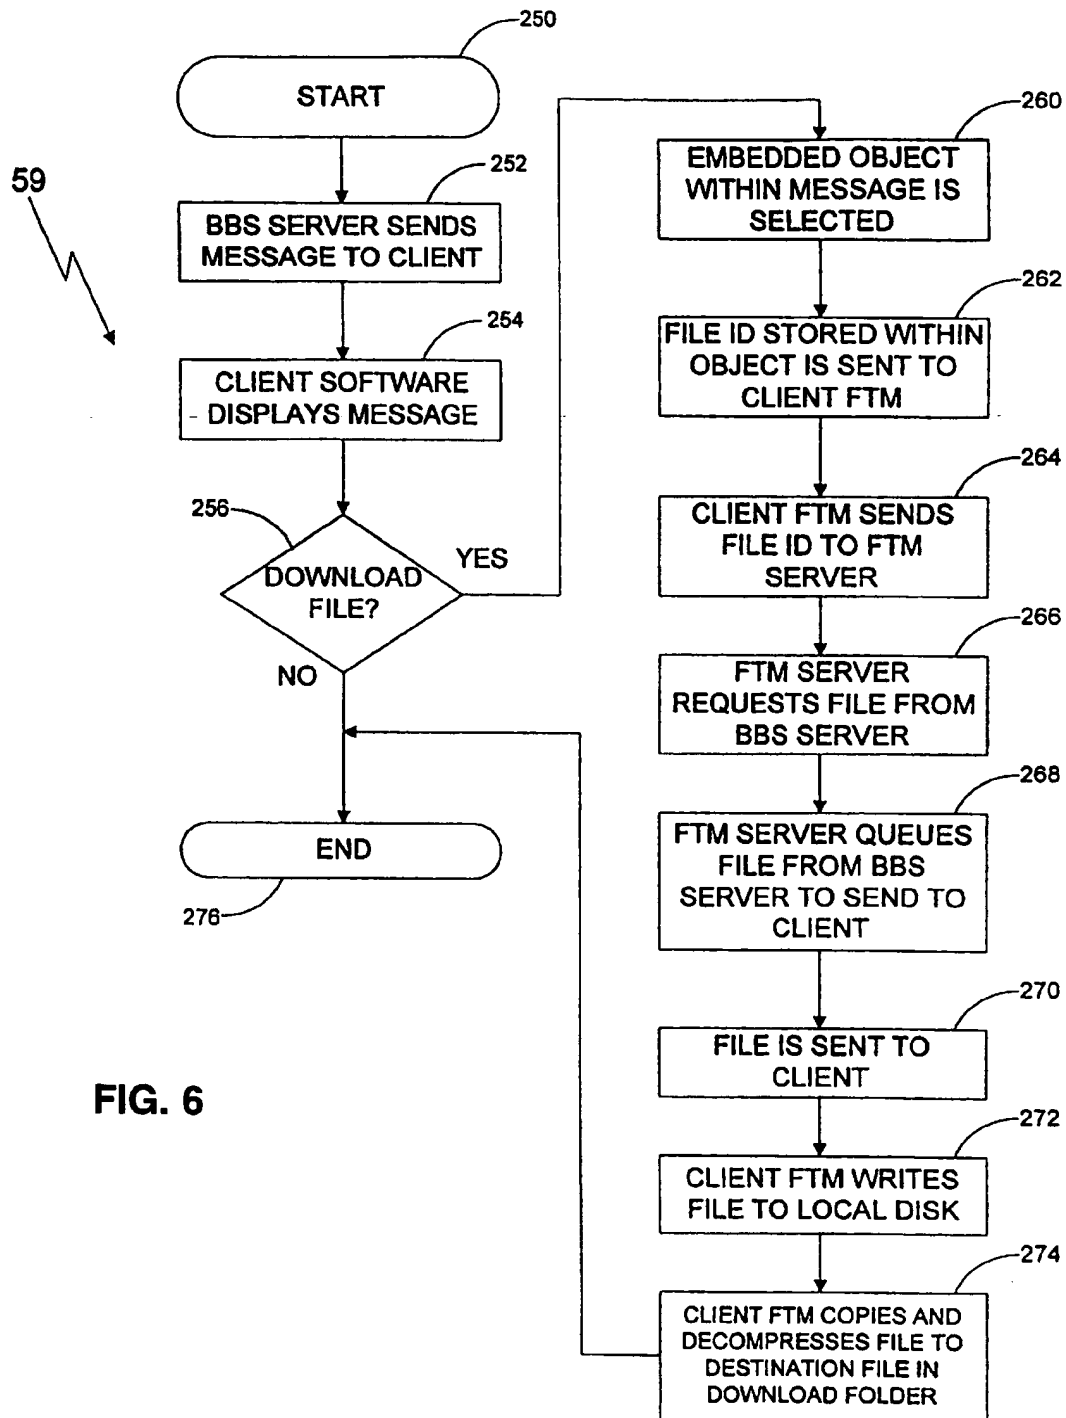 250
START
59
252
BBS SERVER SENDS
MESSAGE TO CLIENT
254
CLIENT SOFTWARE
DISPLAYS MESSAGE
256
DOWNLOAD
FILE?
YES
NO
END
276
260
EMBEDDED OBJECT
WITHIN MESSAGE IS
SELECTED
262
FILE ID STORED WITHIN
OBJECT IS SENT TO
CLIENT FTM
264
CLIENT FTM SENDS
FILE ID TO FTM
SERVER
266
FTM SERVER
REQUESTS FILE FROM
BBS SERVER
268
FTM SERVER QUEUES
FILE FROM BBS
SERVER TO SEND TO
CLIENT
270
FILE IS SENT TO
CLIENT
272
CLIENT FTM WRITES
FILE TO LOCAL DISK
274
CLIENT FTM COPIES AND
DECOMPRESSES FILE TO
DESTINATION FILE IN
DOWNLOAD FOLDER
FIG. 6